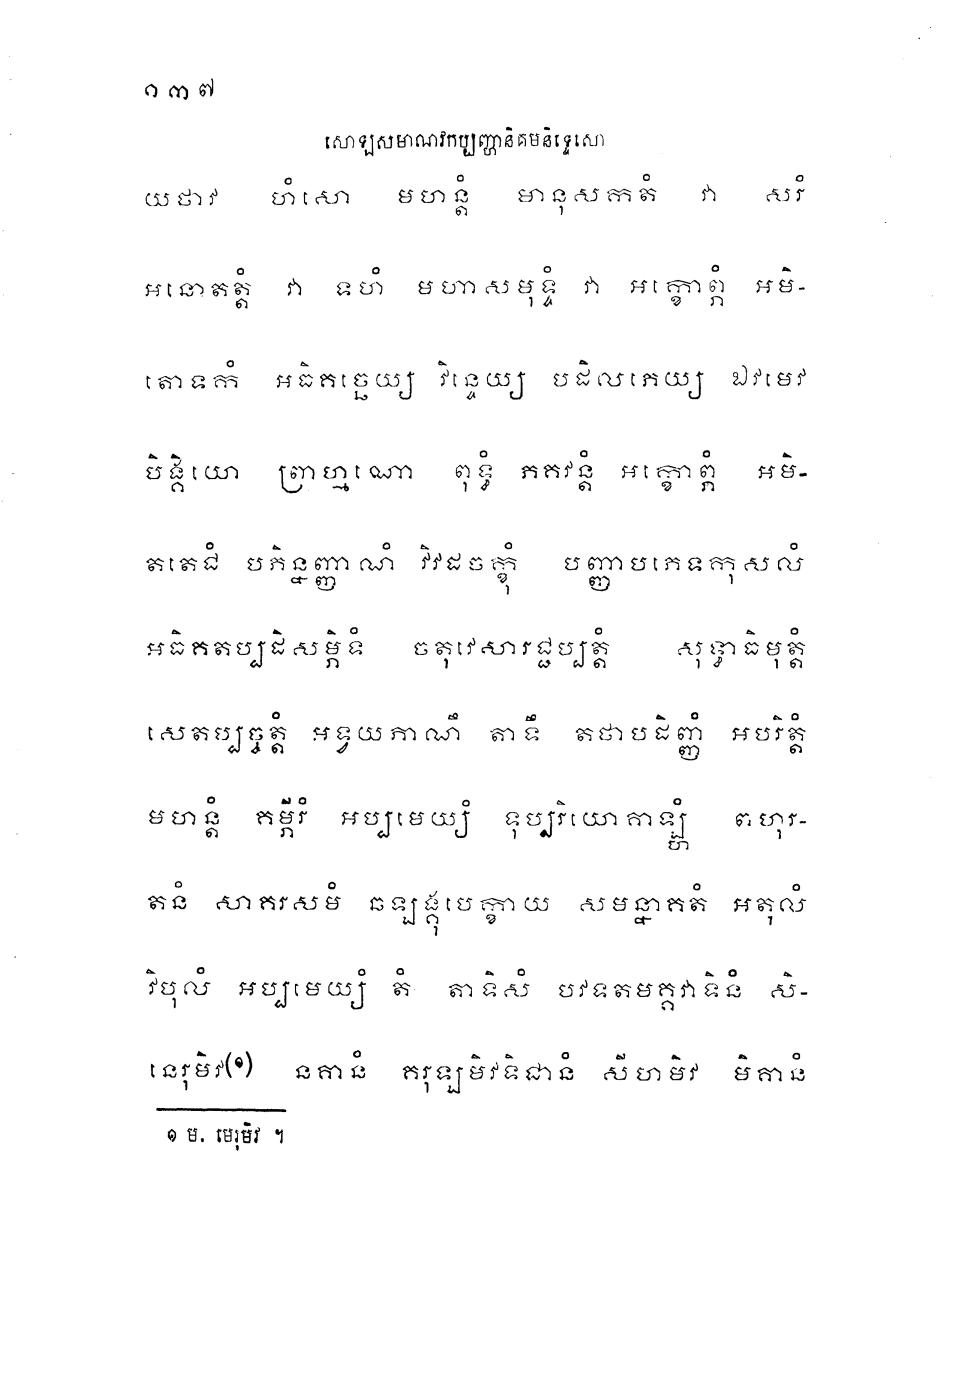 ១៣៧
សោឡសមាណវកប្បញ្ហានិគមនិទ្ទេសោ
យថាវ ហំសោ មហន្តំ មានុសកតំ វា សរំ
អនោតត្តំ វា ទហំ មហាសមុទ្ទំ វា អក្ខោព្ភំ អមិ-
តោទកំ អធិគច្ឆេយ្យ វិន្ទេយ្យ បដិលភេយ្យ ឯវមេវ
បិង្គិយោ ព្រាហ្មណោ ពុទ្ធំ ភគវន្តំ អក្ខោព្ភំ អមិ-
តតេជំ បភិន្នញ្ញាណំ វិវដចក្ខុំ បញ្ញាបភេទកុសលំ
អធិគតប្បដិសម្ភិទំ ចតុវេសារជ្ជប្បត្តំ សុទ្ធាធិមុត្តំ
សេតប្បច្ចត្តំ អទ្វយភាណឹ តាទឹ តថាបដិញ្ញំ អបរិត្តំ
មហន្តំ គម្ភីរំ អប្បមេយ្យំ ទុប្បរិយោគាឡ្ហំ ពហុរ-
តនំ សាគរសមំ ឆឡង្គុបេក្ខាយ សមន្នាគតំ អតុលំ
វិបុលំ អប្បមេយ្យំ តំ តាទិសំ បវទតមគ្គវាទិនំ សិ-
នេរុមិវ(១) នគានំ គរុឡមិវទិជានំ សីហមិវ មិគានំ
១ ម. មេរុមិវ ។